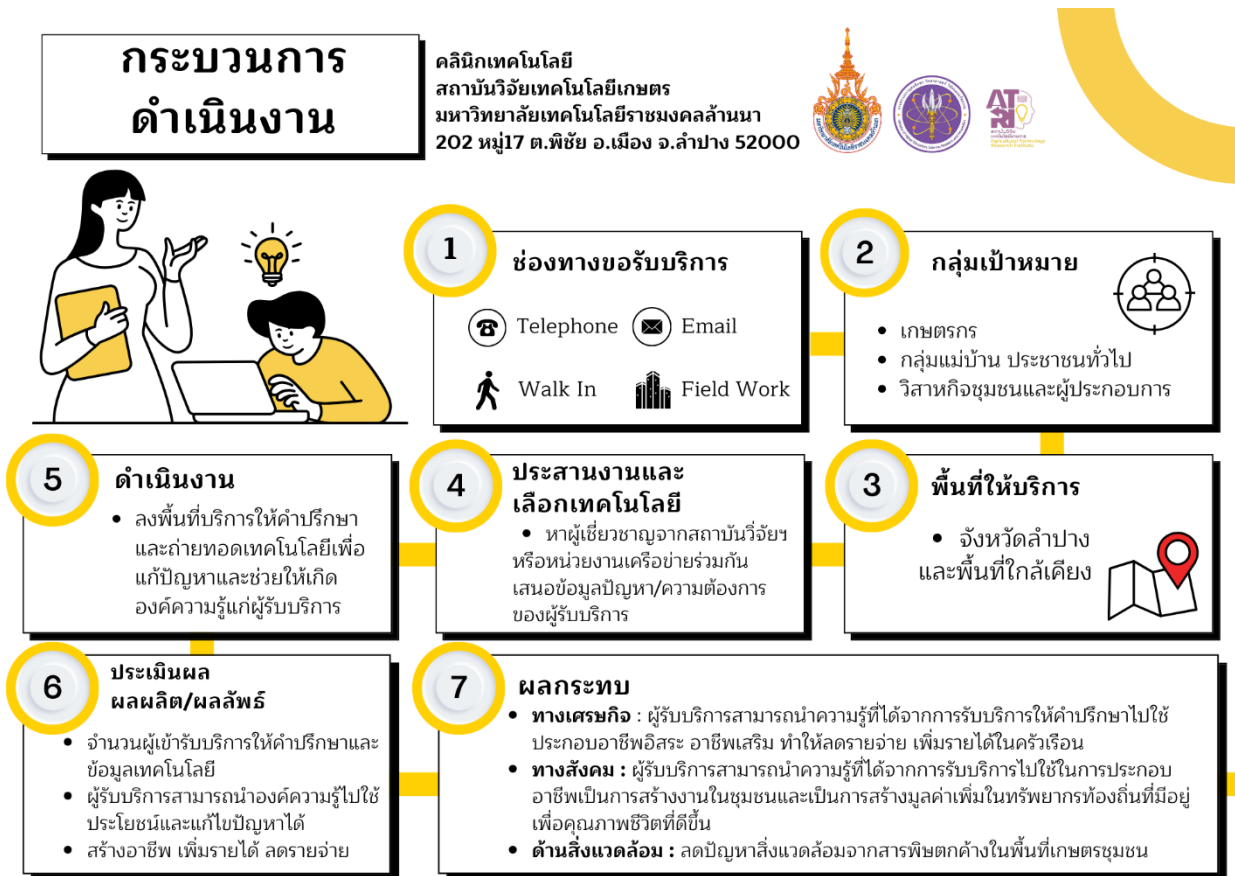 กระบวนการ
ดำเนินงาน
คลินิกเทคโนโลยี
สถาบันวิจัยเทคโนโลยีเกษตร
มหาวิทยาลัยเทคโนโลยีราชมงคลล้านนา
202 หมู่17 ต.พิชัย อ.เมือง จ.ลำปาง 52000
ATRI
สถาบันวิจัย
เทคโนโลยีเกษตร
Agricultural Technology
Research Institute
1
ช่องทางขอรับบริการ
Telephone
Email
Walk In
Field Work
2
กลุ่มเป้าหมาย
• เกษตรกร
• กลุ่มแม่บ้าน ประชาชนทั่วไป
• วิสาหกิจชุมชนและผู้ประกอบการ
3
พื้นที่ให้บริการ
• จังหวัดลำปาง
และพื้นที่ใกล้เคียง
4
ประสานงานและ
เลือกเทคโนโลยี
• หาผู้เชี่ยวชาญจากสถาบันวิ่จัยฯ
หรือหน่วยงานเครือข่ายร่วมกัน
เสนอข้อมูลปัญหา/ความต้องการ
ของผู้รับบริการ
5
ดำเนินงาน
• ลงพื้นที่บริการให้คำปรึกษา
และถ่ายทอดเทคโนโลยีเพื่อ
แก้ปัญหาและช่วยให้เกิด
องค์ความรู้แก่ผู้รับบริการ
6
ประเมินผล
ผลผลิต/ผลลัพธ์
• จำนวนผู้เข้ารับบริการให้คำปรึกษาและ
ข้อมูลเทคโนโลยี
• ผู้รับบริการสามารถนำองค์ความรู้ไปใช้
ประโยชน์และแก้ไขปัญหาได้
• สร้างอาชีพ เพิ่มรายได้ ลดรายจ่าย
7
ผลกระทบ
• ทางเศรษกิจ : ผู้รับบริการสามารถนำความรู้ที่ได้จากการรับบริการให้คำปรึกษาไปใช้
ประกอบอาชีพอิสระ อาชีพเสริม ทำให้ลดรายจ่าย เพิ่มรายได้ในครัวเรือน
• ทางสังคม : ผู้รับบริการสามารถนำความรู้ที่ได้จากการรับบริการไปใช้ในการประกอบ
อาชีพเป็นการสร้างงานในชุมชนและเป็นการสร้างมูลค่าเพิ่มในทรัพยากรท้องถิ่นที่มีอยู่
เพื่อคุณภาพชีวิตที่ดีขึ้น
• ด้านสิ่งแวดล้อม : ลดปัญหาสิ่งแวดล้อมจากสารพิษตกค้างในพื้นที่เกษตรชุมชน